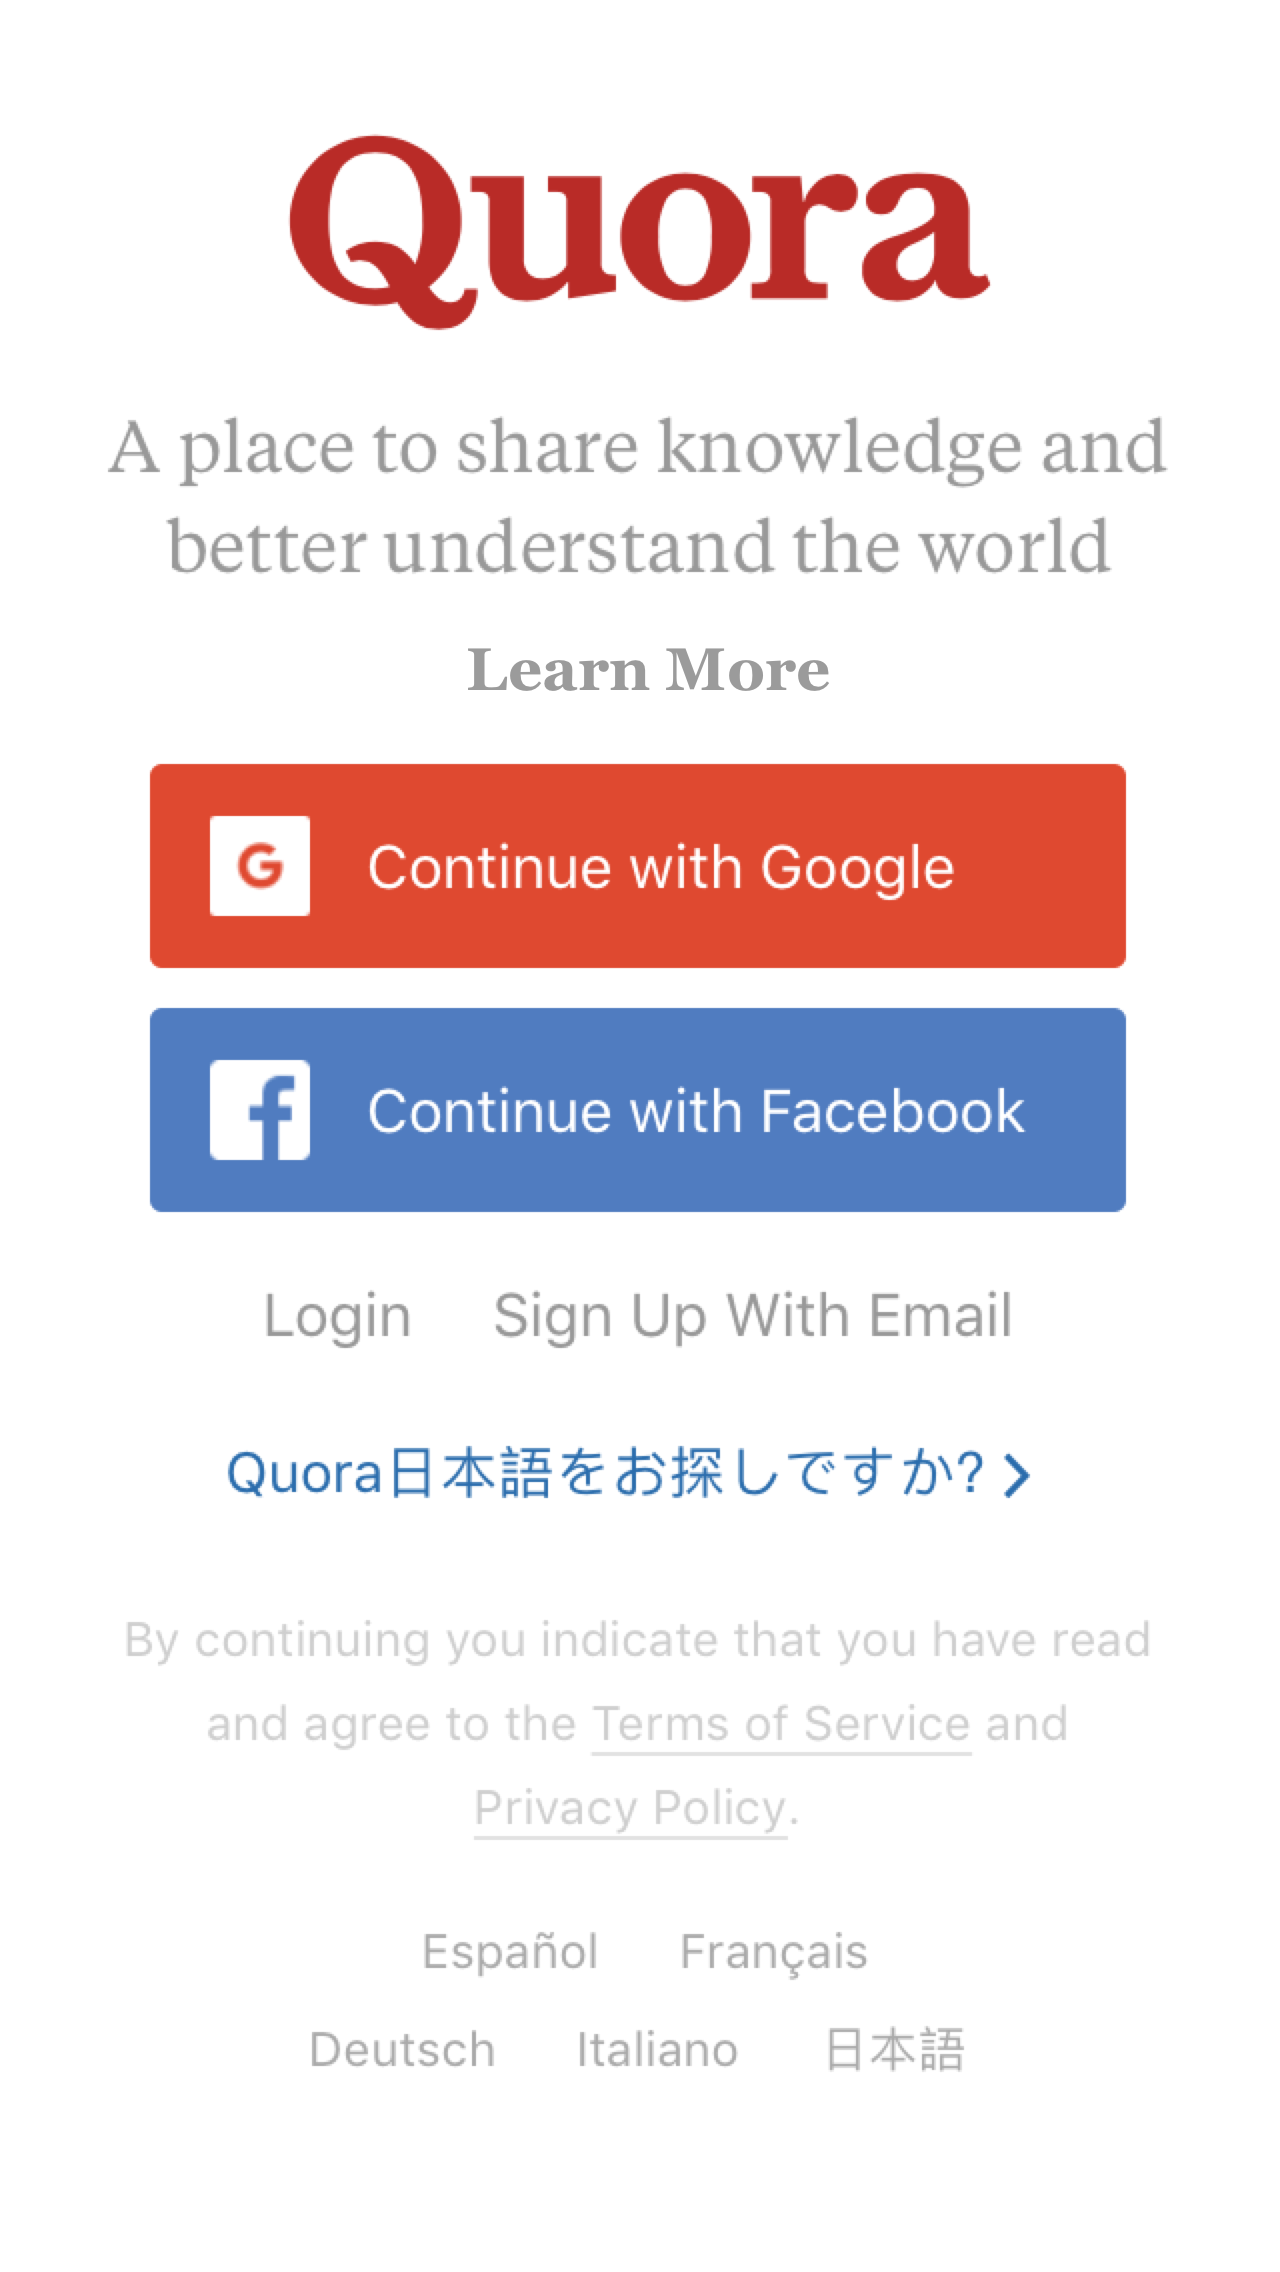 Quora
A place to share knowledge and
better understand the world
Learn More
G Continue with Google
f Continue with Facebook
Login Sign Up With Email
Quora日本語をお探しですか?
By continuing you indicate that you have read
and agree to the Terms of Service and
Privacy Policy.
Español Français
Deutsch Italiano 日本語